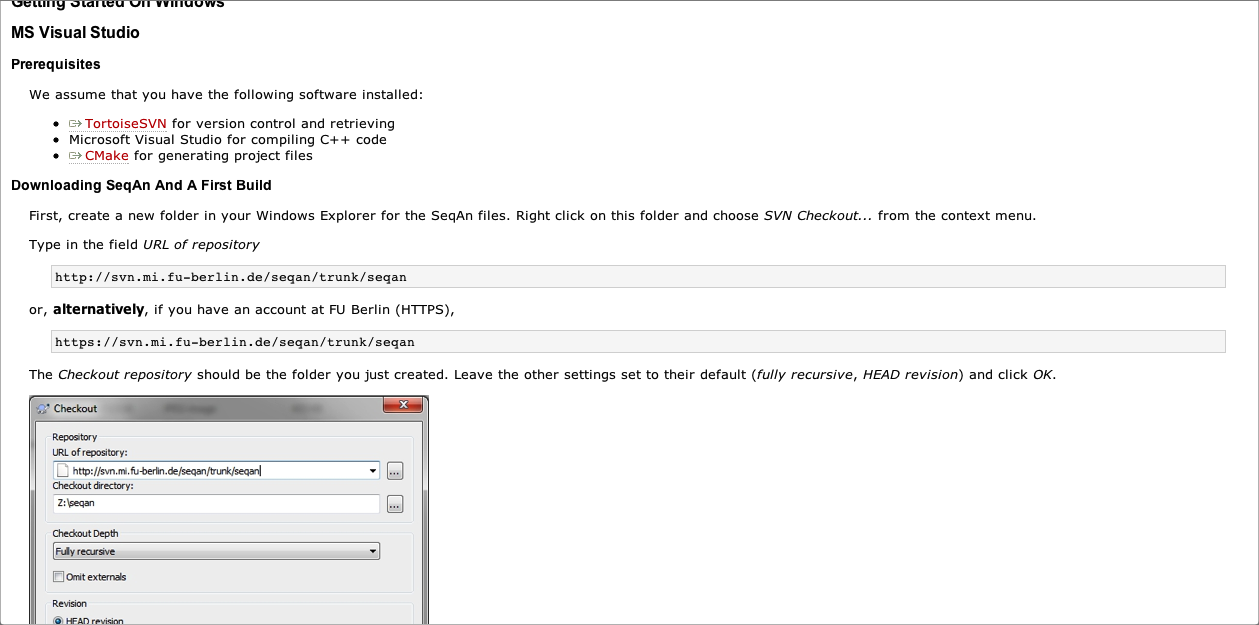 Getting Started On Windows
MS Visual Studio
Prerequisites
We assume that you have the following software installed:
TortoiseSVN for version control and retrieving
Microsoft Visual Studio for compiling C++ code
CMake for generating project files
Downloading SeqAn And A First Build
First, create a new folder in your Windows Explorer for the SeqAn files. Right click on this folder and choose SVN Checkout... from the context menu.
Type in the field URL of repository
http://svn.mi.fu-berlin.de/seqan/trunk/seqan
or, alternatively, if you have an account at FU Berlin (HTTPS),
https://svn.mi.fu-berlin.de/seqan/trunk/seqan
The Checkout repository should be the folder you just created. Leave the other settings set to their default (fully recursive, HEAD revision) and click OK.
Checkout
Repository
URL of repository:
http://svn.mi.fu-berlin.de/seqan/trunk/seqan
...
Checkout directory:
Z:\seqan
...
Checkout Depth
Fully recursive
Omit externals
Revision
HEAD revision